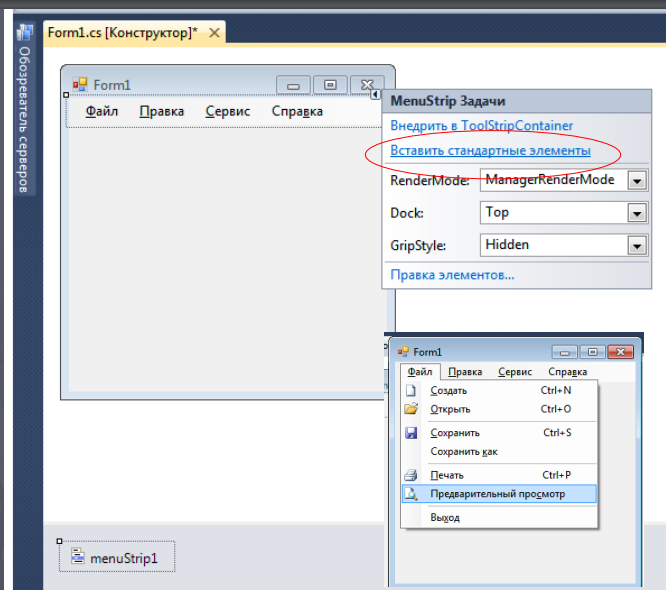 Form1.cs [Конструктор]* ×
Обозреватель серверов
Form1
Файл Правка Сервис Справка
MenuStrip Задачи
Внедрить в ToolStripContainer
Вставить стандартные элементы
RenderMode: ManagerRenderMode
Dock: Top
GripStyle: Hidden
Правка элементов...
Form1
Файл Правка Сервис Справка
Создать Ctrl+N
Открыть Ctrl+O
Сохранить Ctrl+S
Сохранить как
Печать Ctrl+P
Предварительный просмотр
Выход
menuStrip1